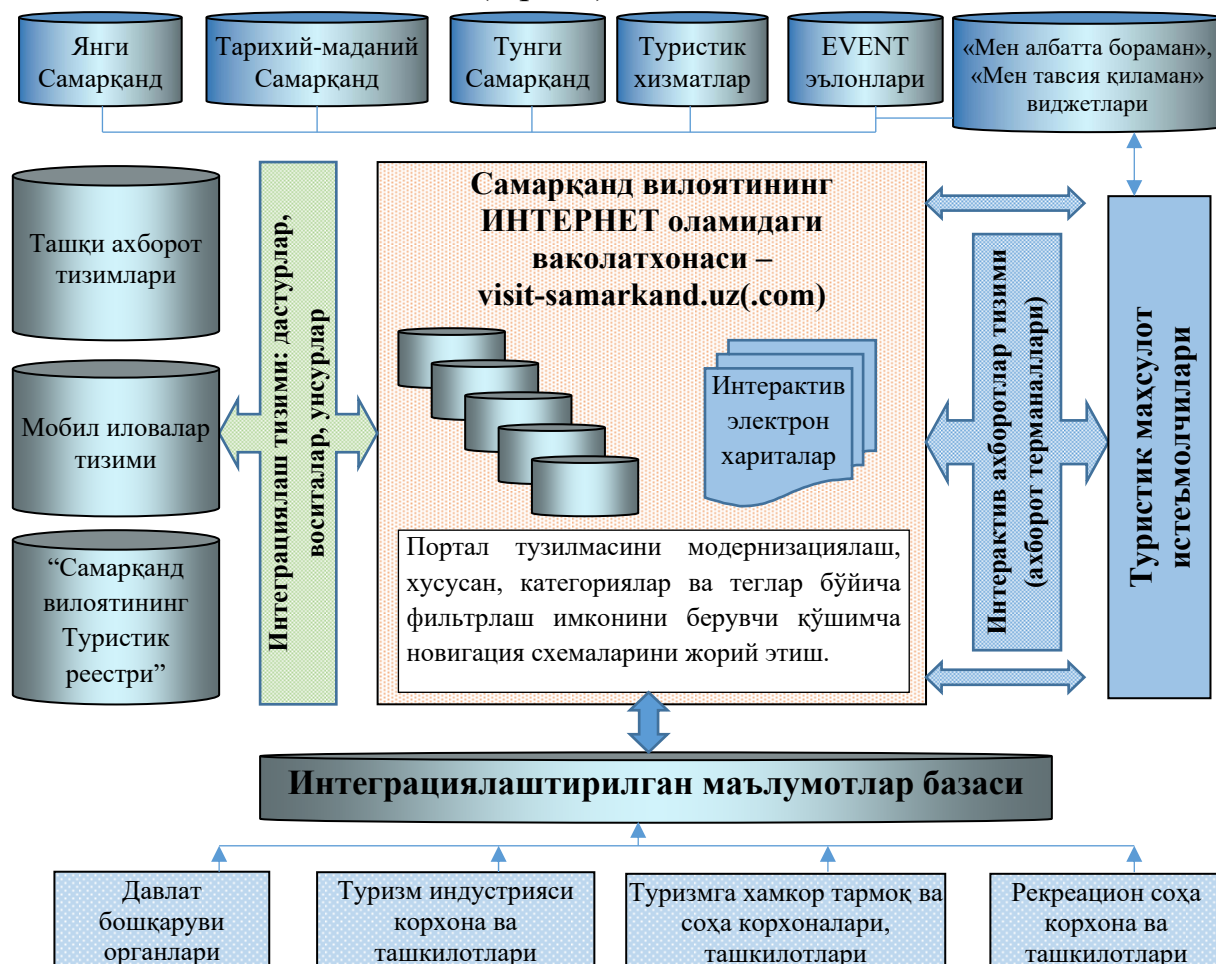 Янги
Самарқанд
Тарихий-маданий
Самарқанд
Тунги
Самарқанд
Туристик
хизматлар
EVENT
эълонлари
«Мен албатта бораман»,
«Мен тавсия қиламан»
виджетлари
Ташқи ахборот
тизимлари
Мобил иловалар
тизими
“Самарқанд
вилоятининг
Туристик
реестри”
Интеграциялаш тизими: дастурлар,
воситалар, унсурлар
Самарқанд вилоятининг
ИНТЕРНЕТ оламидаги
ваколатхонаси –
visit-samarkand.uz(.com)
Интерактив
электрон
хариталар
Портал тузилмасини модернизациялаш,
хусусан, категориялар ва теглар бўйича
фильтрлаш имконини берувчи қўшимча
новигация схемаларини жорий этиш.
Интерактив ахборотлар тизими
(ахборот терманаллари)
Туристик маҳсулот
истеъмолчилари
Интеграциялаштирилган маълумотлар базаси
Давлат
бошқаруви
органлари
Туризм индустрияси
корхона ва
ташкилотлари
Туризмга хамкор тармоқ ва
соҳа корхоналари,
ташкилотлари
Рекреацион соҳа
корхона ва
ташкилотлари